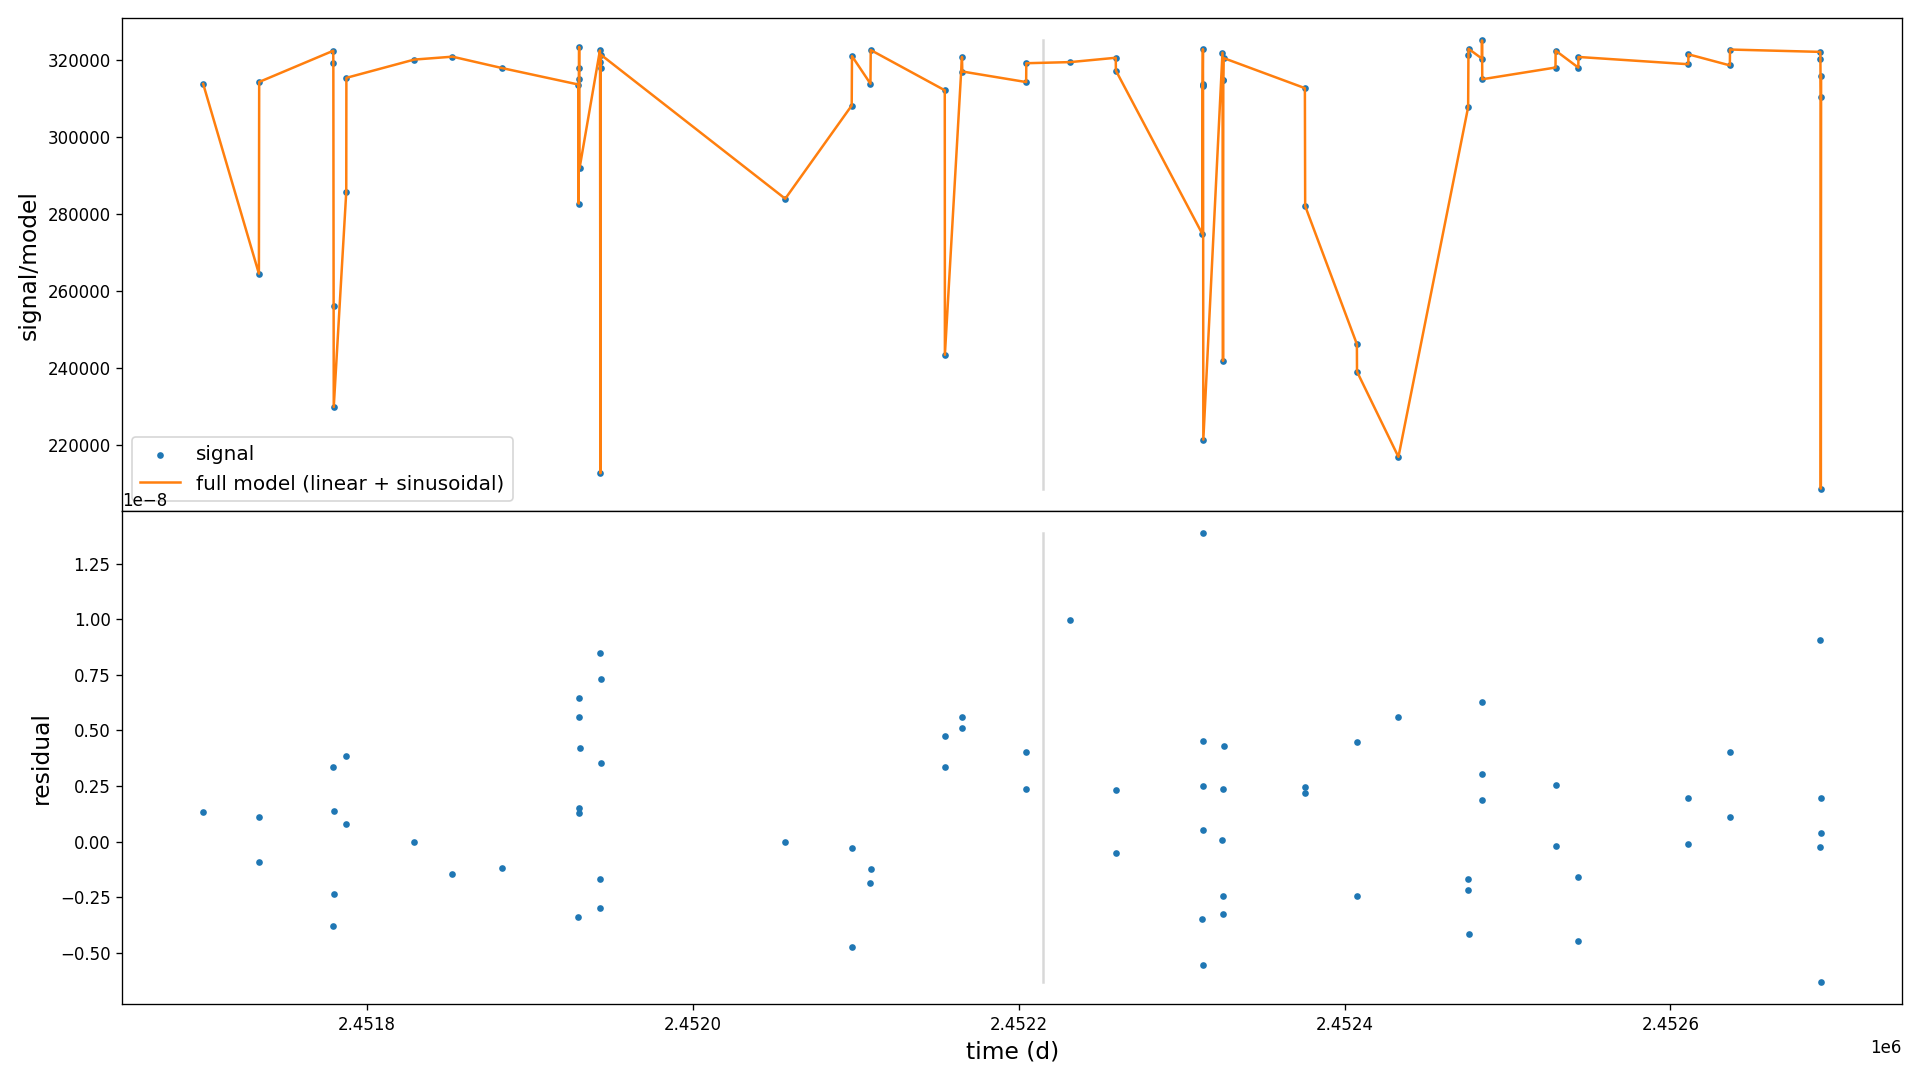 320000
300000
280000
260000
240000
220000
signal/model
signal
full model (linear + sinusoidal)
1e−8
1.25
1.00
0.75
0.50
0.25
0.00
−0.25
−0.50
residual
2.4518
2.4520
2.4522
2.4524
2.4526
time (d)
1e6